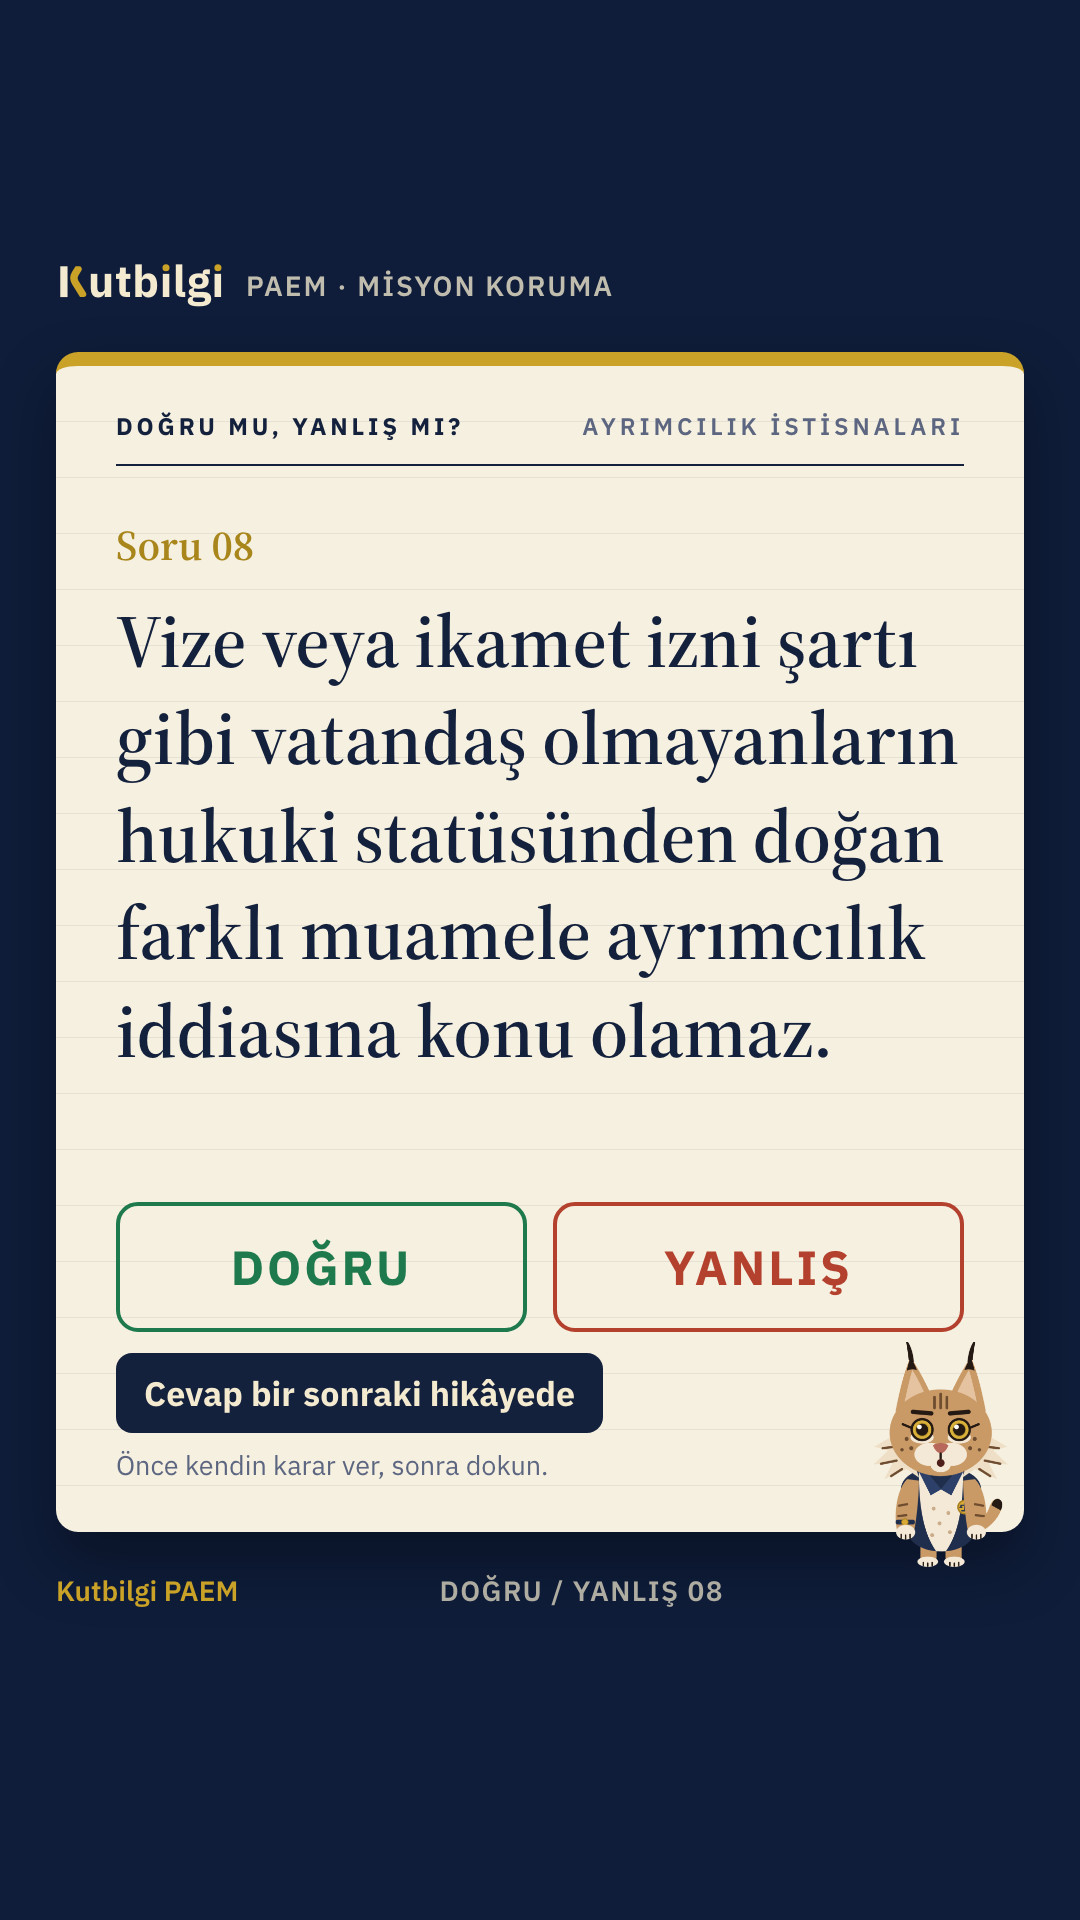 Kutbilgi PAEM · MİSYON KORUMA
DOĞRU MU, YANLIŞ MI? AYRIMCILIK İSTİSNALARI
Soru 08
Vize veya ikamet izni şartı
gibi vatandaş olmayanların
hukuki statüsünden doğan
farklı muamele ayrımcılık
iddiasına konu olamaz.
DOĞRU YANLIŞ
Cevap bir sonraki hikâyede
Önce kendin karar ver, sonra dokun.
Kutbilgi PAEM DOĞRU / YANLIŞ 08